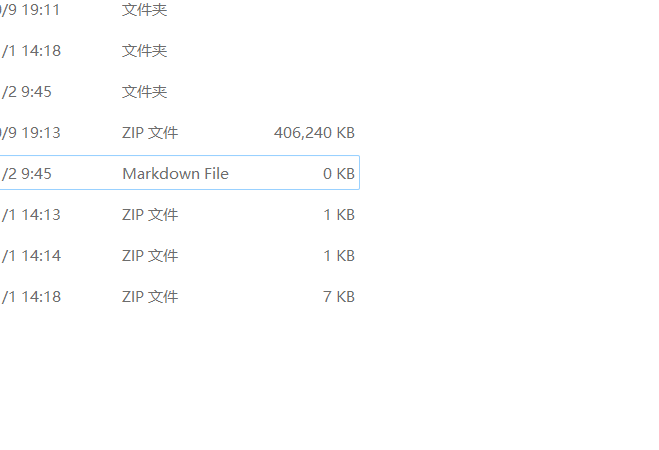 /9 19:11 文件夹
/1 14:18 文件夹
/2 9:45 文件夹
/9 19:13 ZIP 文件 406,240 KB
/2 9:45 Markdown File 0 KB
/1 14:13 ZIP 文件 1 KB
/1 14:14 ZIP 文件 1 KB
/1 14:18 ZIP 文件 7 KB